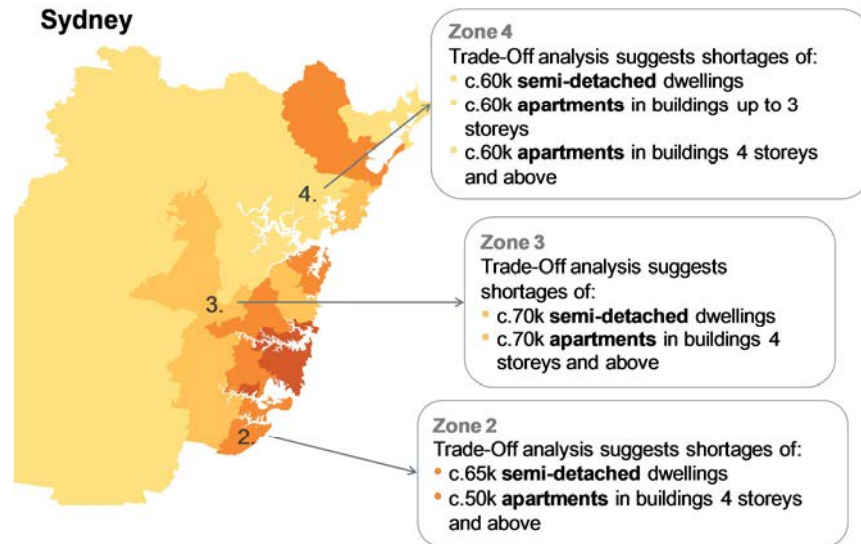 Sydney
Zone 4
Trade-Off analysis suggests shortages of:
c.60k semi-detached dwellings
c.60k apartments in buildings up to 3
storeys
c.60k apartments in buildings 4 storeys
and above
4.
Zone 3
Trade-Off analysis suggests
shortages of:
c.70k semi-detached dwellings
c.70k apartments in buildings 4
storeys and above
3.
Zone 2
Trade-Off analysis suggests shortages of:
c.65k semi-detached dwellings
c.50k apartments in buildings 4 storeys
and above
2.